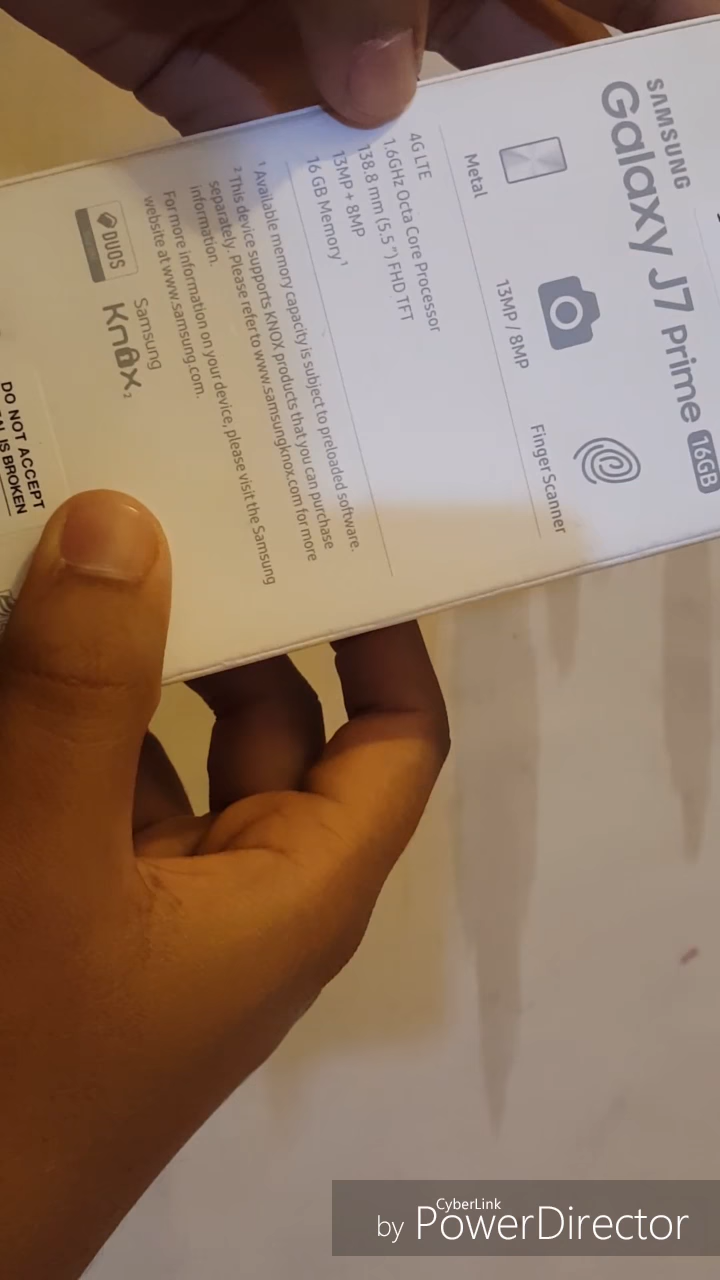 SAMSUNG
Galaxy J7 Prime 16GB
Metal
13MP / 8MP
Finger Scanner
4G LTE
1.6GHz Octa Core Processor
138.8 mm (5.5") FHD TFT
13MP + 8MP
16 GB Memory¹
¹ Available memory capacity is subject to preloaded software.
² This device supports KNOX products that you can purchase
separately. Please refer to www.samsungknox.com for more
information.
For more information on your device, please visit the Samsung
website at www.samsung.com.
DUOS
Samsung
Knox 2
DO NOT ACCEPT
IS BROKEN
by CyberLink
PowerDirector